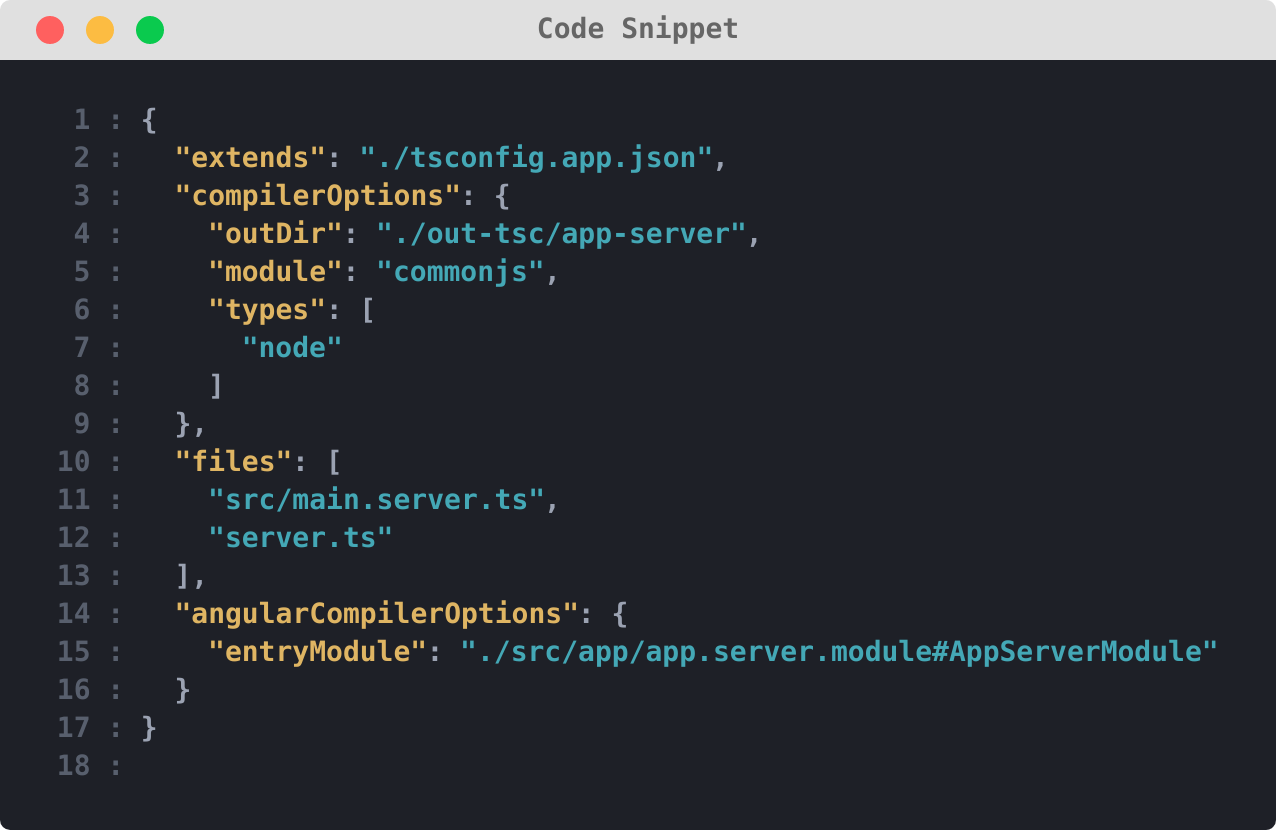 Code Snippet
1 : {
2 :   "extends": "./tsconfig.app.json",
3 :   "compilerOptions": {
4 :     "outDir": "./out-tsc/app-server",
5 :     "module": "commonjs",
6 :     "types": [
7 :       "node"
8 :     ]
9 :   },
10 :   "files": [
11 :     "src/main.server.ts",
12 :     "server.ts"
13 :   ],
14 :   "angularCompilerOptions": {
15 :     "entryModule": "./src/app/app.server.module#AppServerModule"
16 :   }
17 : }
18 :